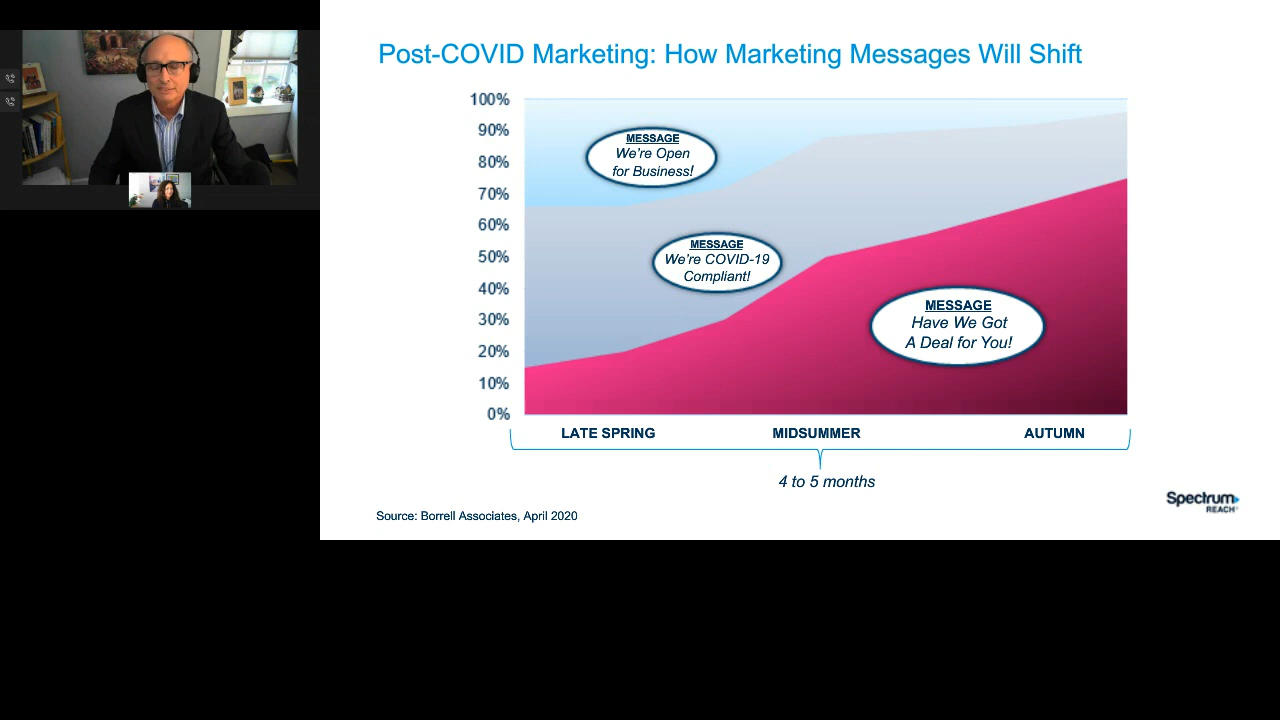 Post-COVID Marketing: How Marketing Messages Will Shift
100%
90%
80%
70%
60%
50%
40%
30%
20%
10%
0%
MESSAGE
We're Open
for Business!
MESSAGE
We're COVID-19
Compliant!
MESSAGE
Have We Got
A Deal for You!
LATE SPRING
MIDSUMMER
AUTUMN
4 to 5 months
Source: Borrell Associates, April 2020
Spectrum
REACH